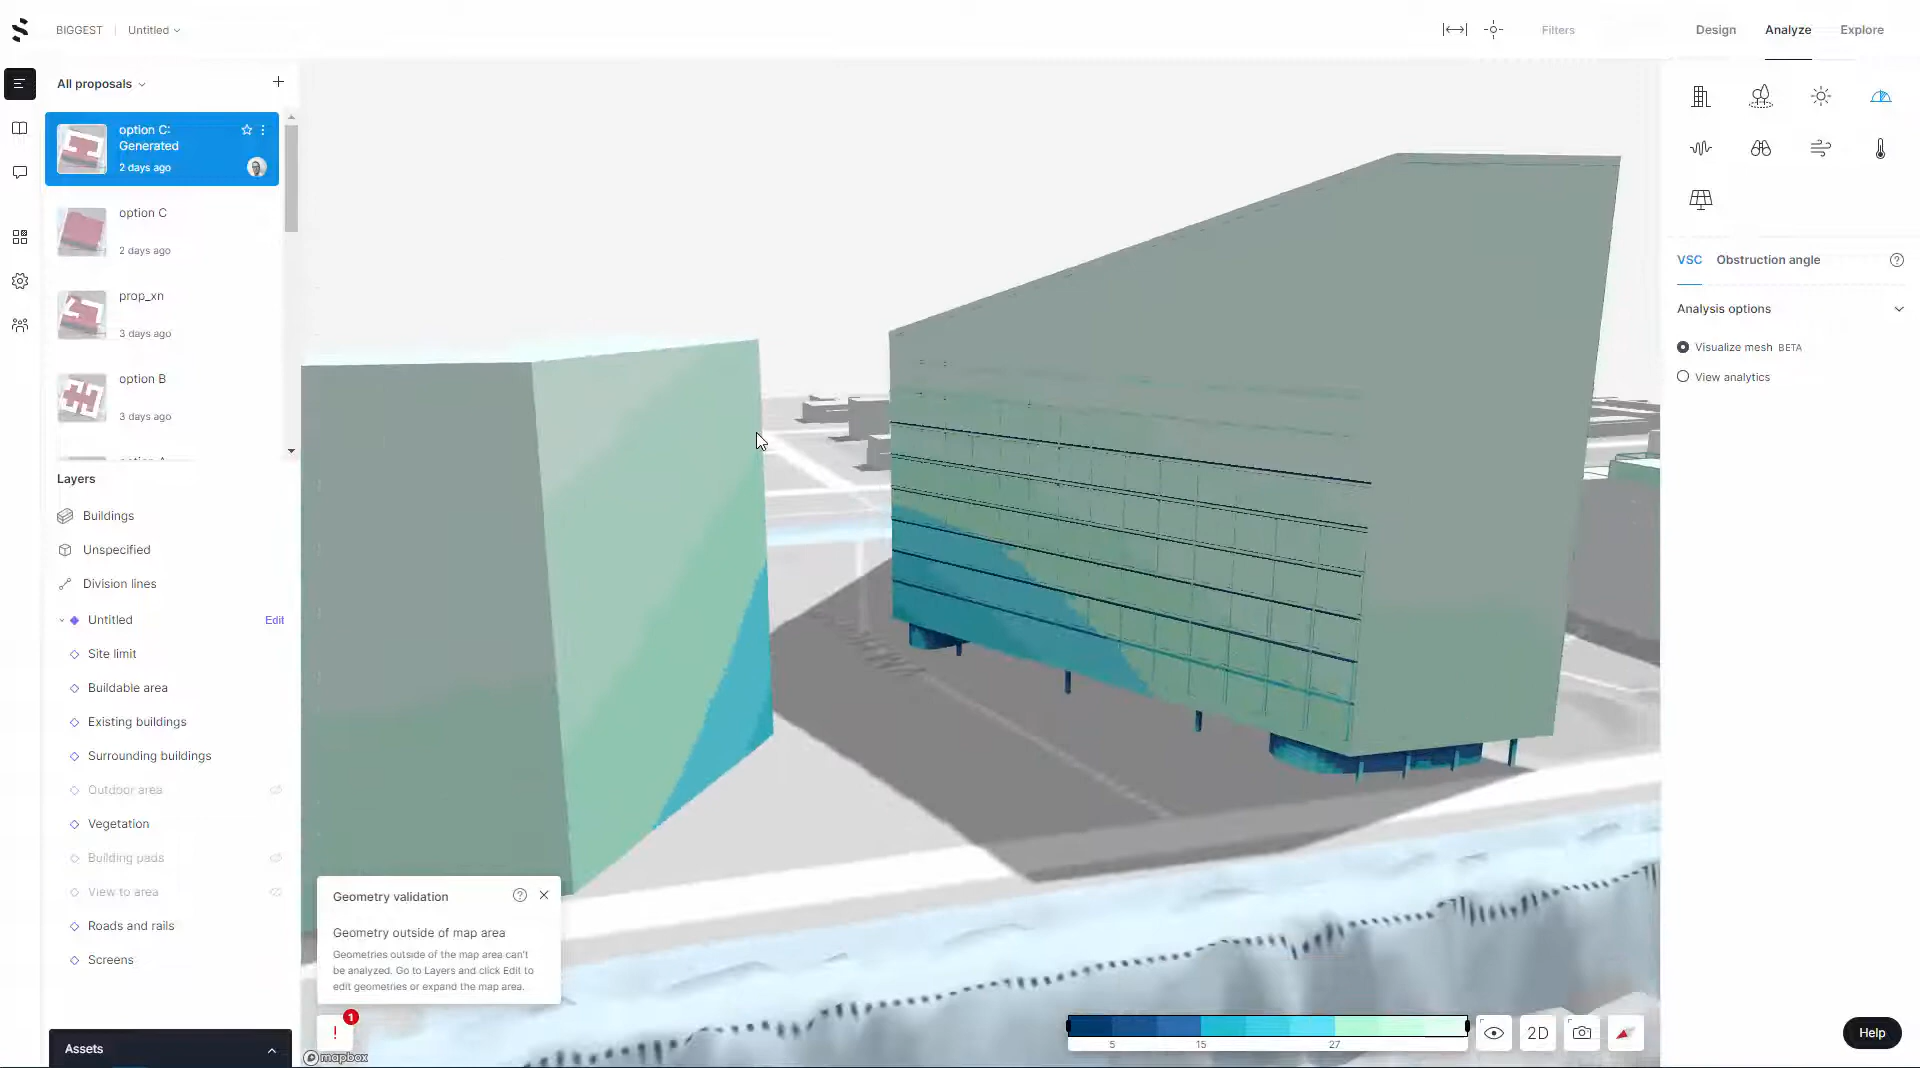 BIGGEST
Untitled
Filters
Design
Analyze
Explore
All proposals
option C:
Generated
2 days ago
option C
2 days ago
prop_xn
3 days ago
option B
3 days ago
Layers
Buildings
Unspecified
Division lines
Untitled
Edit
Site limit
Buildable area
Existing buildings
Surrounding buildings
Outdoor area
Vegetation
Building pads
View to area
Roads and rails
Screens
Assets
Geometry validation
Geometry outside of map area
Geometries outside of the map area can't
be analyzed. Go to Layers and click Edit to
edit geometries or expand the map area.
1
mapbox
5
15
27
2D
VSC
Obstruction angle
Analysis options
Visualize mesh BETA
View analytics
Help